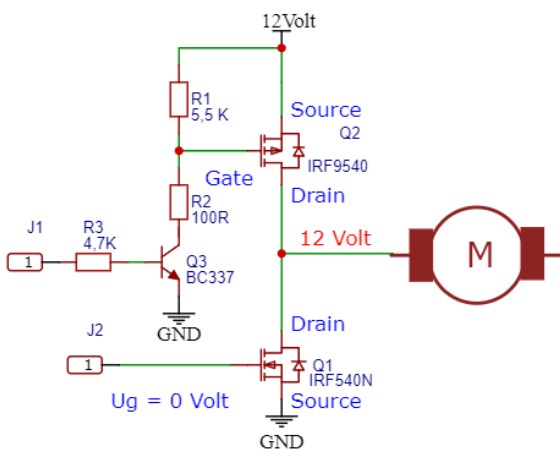 12Volt
R1
5,5 K
Source
Q2
IRF9540
Gate
Drain
R2
100R
J1
1
R3
4,7K
Q3
BC337
GND
12 Volt
M
J2
1
Drain
Q1
IRF540N
Ug = 0 Volt
Source
GND